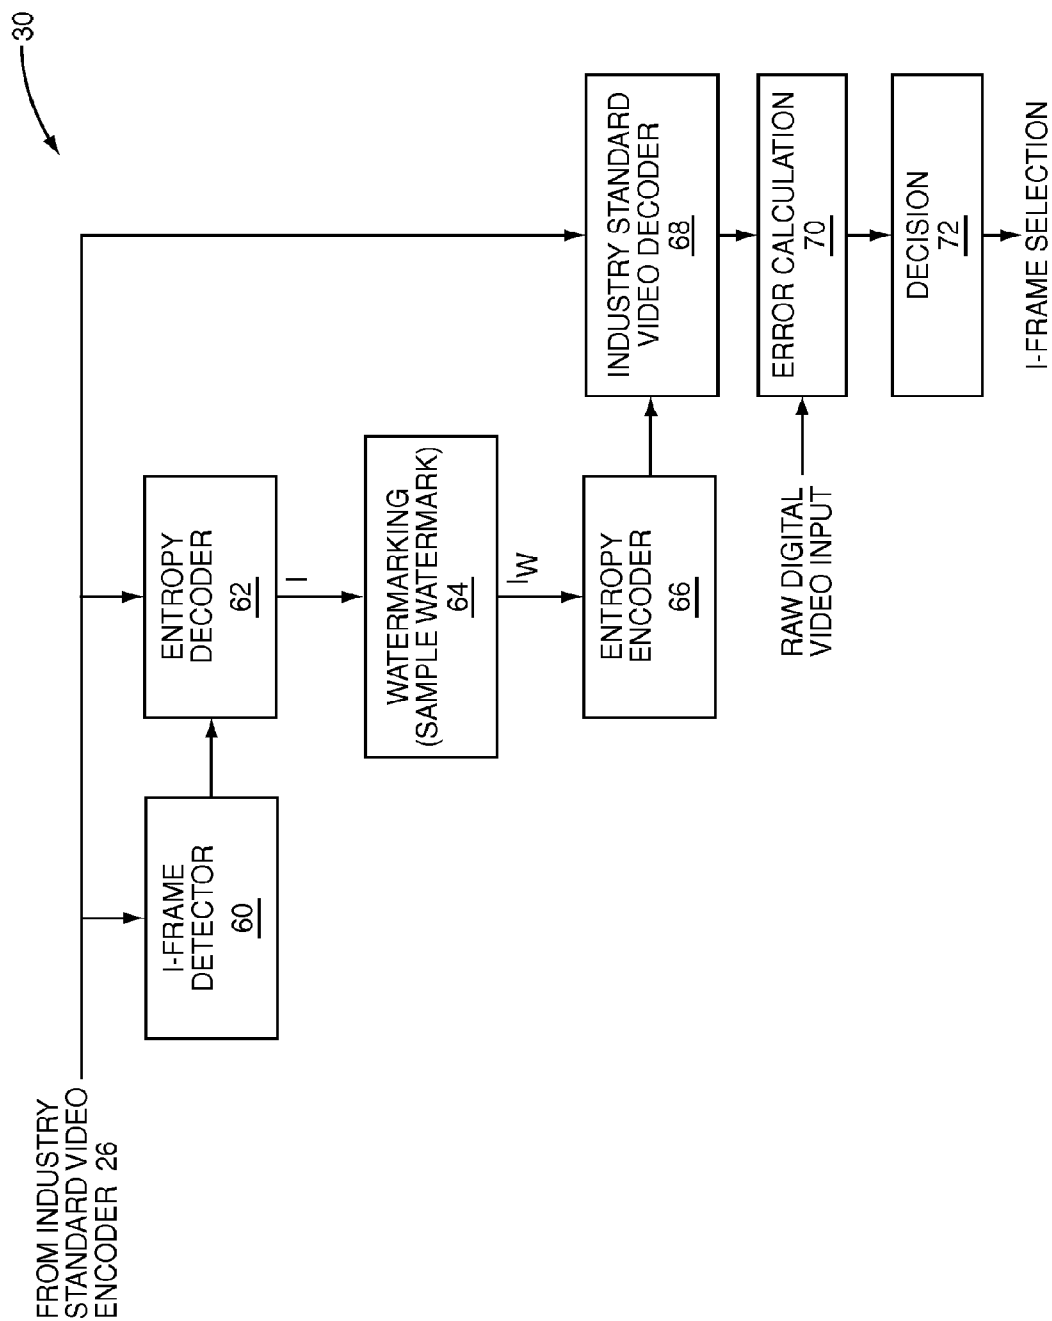 30
FROM INDUSTRY
STANDARD VIDEO
ENCODER 26
I-FRAME
DETECTOR
60
ENTROPY
DECODER
62
I
WATERMARKING
(SAMPLE WATERMARK)
64
IW
ENTROPY
ENCODER
66
INDUSTRY STANDARD
VIDEO DECODER
68
RAW DIGITAL
VIDEO INPUT
ERROR CALCULATION
70
DECISION
72
I-FRAME SELECTION